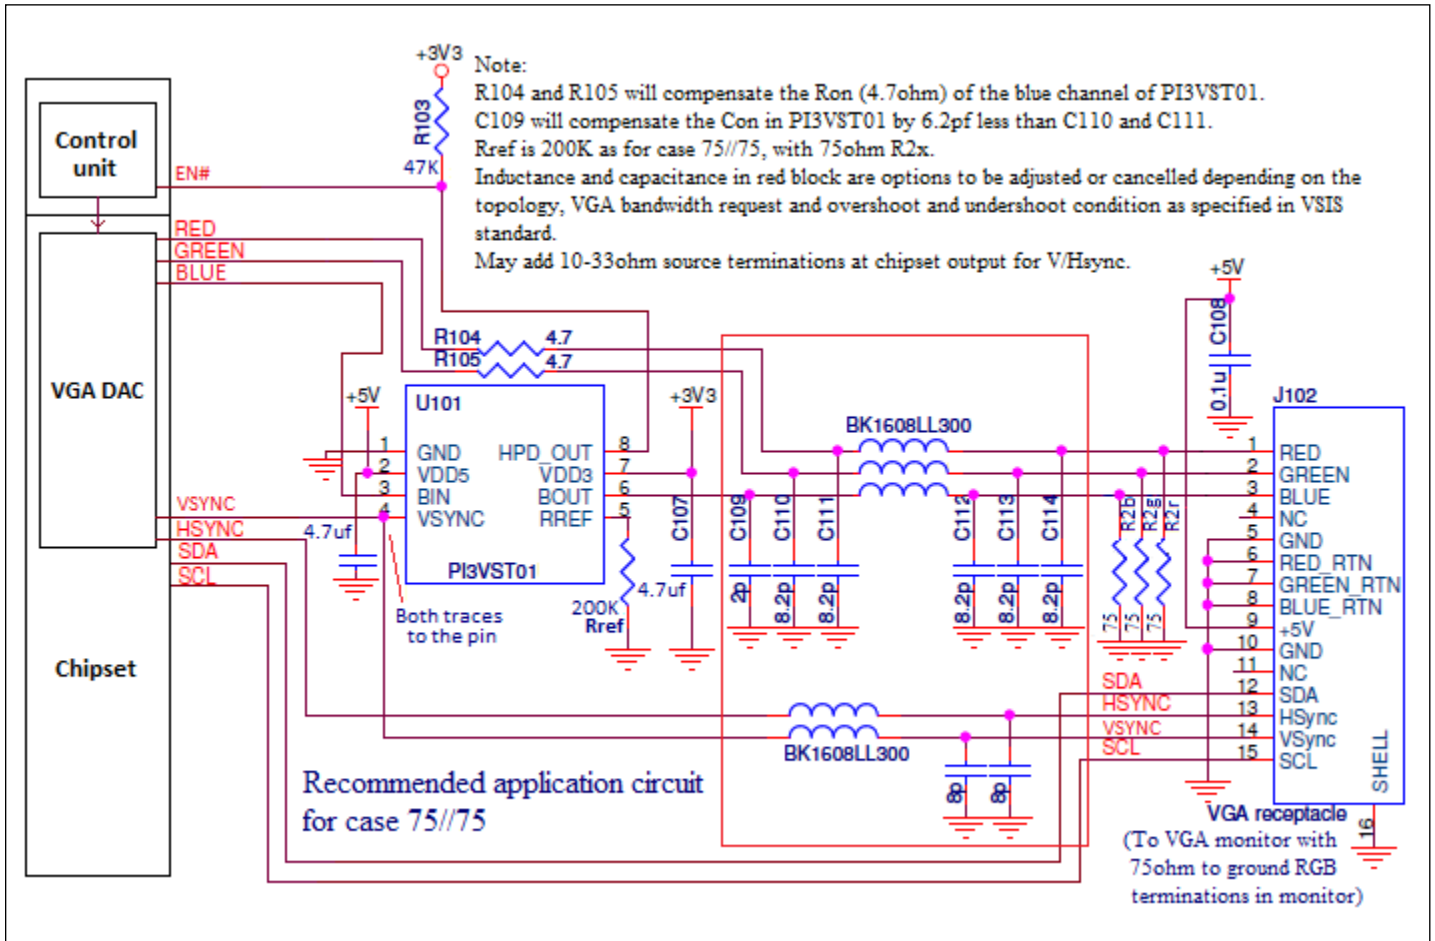 +3V3
Note:
R104 and R105 will compensate the Ron (4.7ohm) of the blue channel of PI3VST01.
C109 will compensate the Con in PI3VST01 by 6.2pf less than C110 and C111.
Rref is 200K as for case 75//75, with 75ohm R2x.
Inductance and capacitance in red block are options to be adjusted or cancelled depending on the
topology, VGA bandwidth request and overshoot and undershoot condition as specified in VSIS
standard.
May add 10-33ohm source terminations at chipset output for V/Hsync.
R103
47K
Control
unit
EN#
RED
GREEN
BLUE
VGA DAC
VSYNC
HSYNC
SDA
SCL
Chipset
R104 4.7
R105 4.7
+5V
U101
+3V3
1 GND HPD_OUT 8
2 VDD5 VDD3 7
3 BIN BOUT 6
4 VSYNC RREF 5
PI3VST01
4.7uf
Both traces
to the pin
200K
Rref
4.7uf
C107
C109
C110
C111
2p
8.2p
8.2p
BK1608LL300
C112
C113
C114
8.2p
8.2p
8.2p
R2b
R2g
R2r
75
75
75
+5V
C108
0.1u
J102
1 RED
2 GREEN
3 BLUE
4 NC
5 GND
6 RED_RTN
7 GREEN_RTN
8 BLUE_RTN
9 +5V
10 GND
11 NC
12 SDA
13 HSync
14 VSync
15 SCL
SHELL
16
SDA
HSYNC
VSYNC
SCL
BK1608LL300
8p
8p
Recommended application circuit
for case 75//75
VGA receptacle
(To VGA monitor with
75ohm to ground RGB
terminations in monitor)